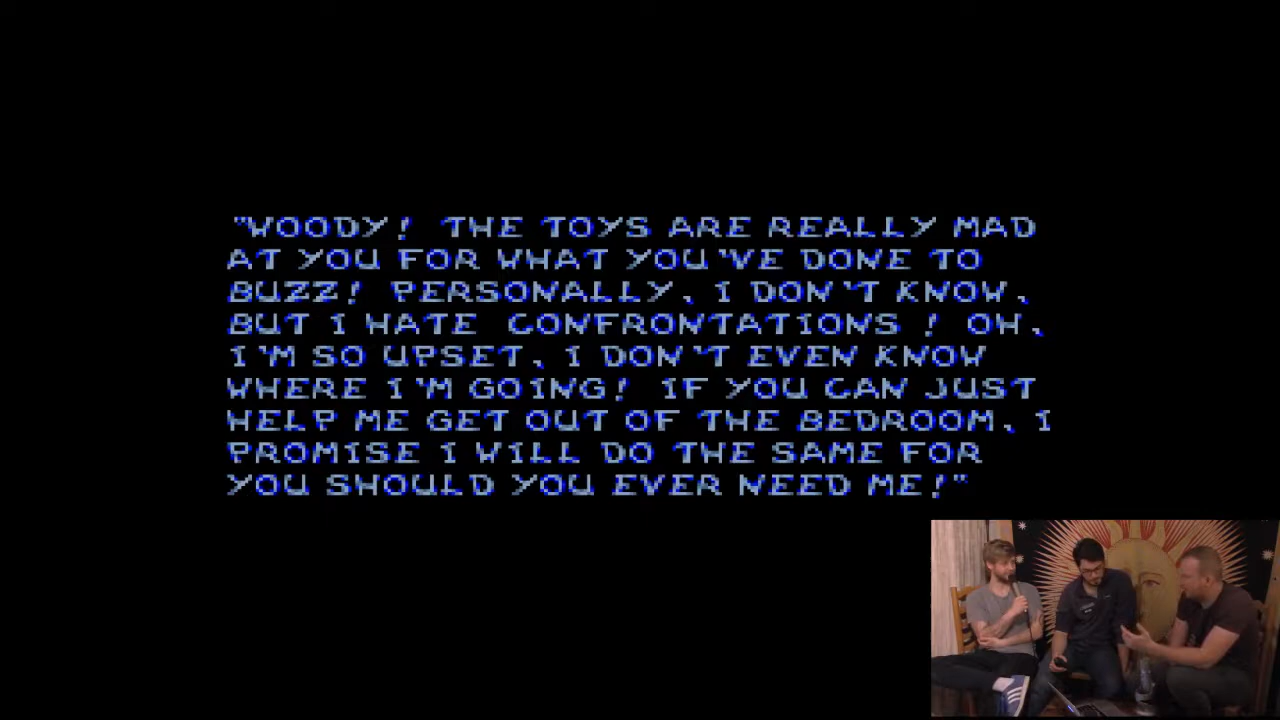 "WOODY! THE TOYS ARE REALLY MAD
AT YOU FOR WHAT YOU'VE DONE TO
BUZZ! PERSONALLY, I DON'T KNOW,
BUT I HATE CONFRONTATIONS ! OH,
I'M SO UPSET, I DON'T EVEN KNOW
WHERE I'M GOING! IF YOU CAN JUST
HELP ME GET OUT OF THE BEDROOM, I
PROMISE I WILL DO THE SAME FOR
YOU SHOULD YOU EVER NEED ME!"